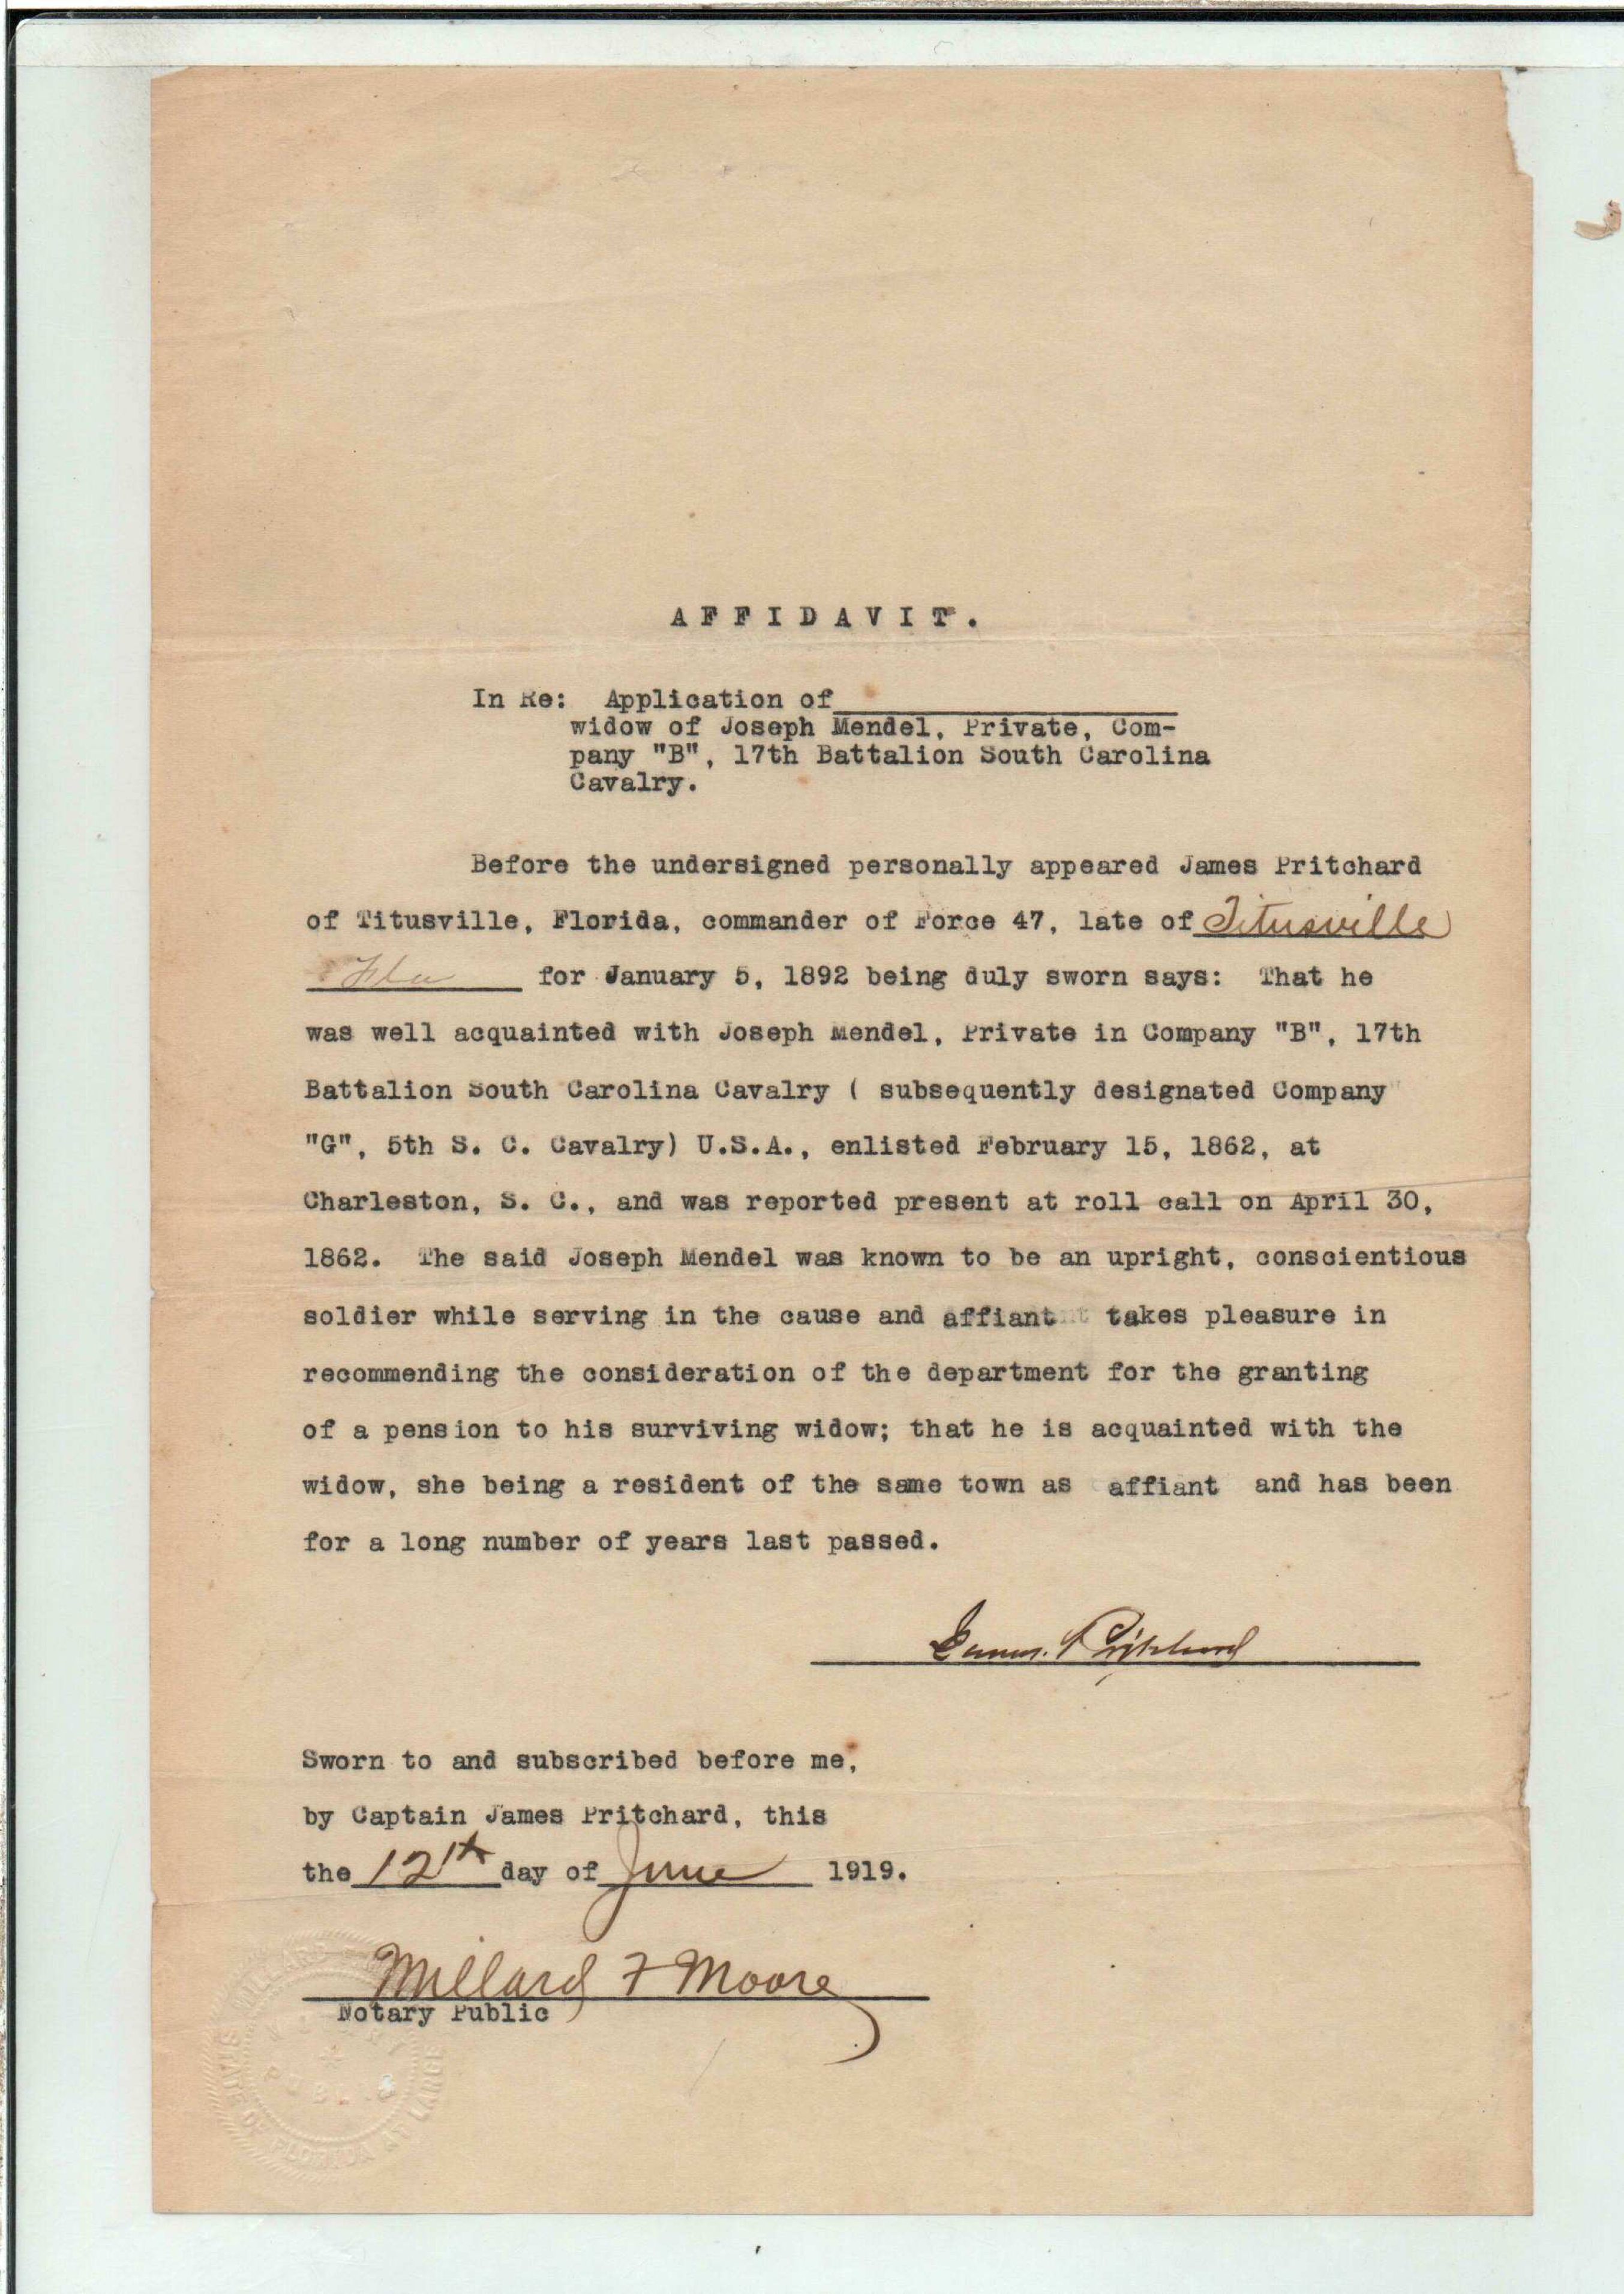 AFFIDAVIT.
In Re: Application of
widow of Joseph Mendel, Private, Com-
pany "B", 17th Battalion South Carolina
Cavalry.
Before the undersigned personally appeared James Pritchard
of Titusville, Florida, commander of Force 47, late of Titusville
Fla for January 5, 1892 being duly sworn says: That he
was well acquainted with Joseph Mendel, Private in Company "B", 17th
Battalion South Carolina Cavalry ( subsequently designated Company
"G", 5th S. C. Cavalry) U.S.A., enlisted February 15, 1862, at
Charleston, S. C., and was reported present at roll call on April 30,
1862. The said Joseph Mendel was known to be an upright, conscientious
soldier while serving in the cause and affiant takes pleasure in
recommending the consideration of the department for the granting
of a pension to his surviving widow; that he is acquainted with the
widow, she being a resident of the same town as affiant and has been
for a long number of years last passed.
James Pritchard
Sworn to and subscribed before me,
by Captain James Pritchard, this
the 12th day of June 1919.
Millard F Moore
Notary Public
STATE OF FLORIDA AT LARGE